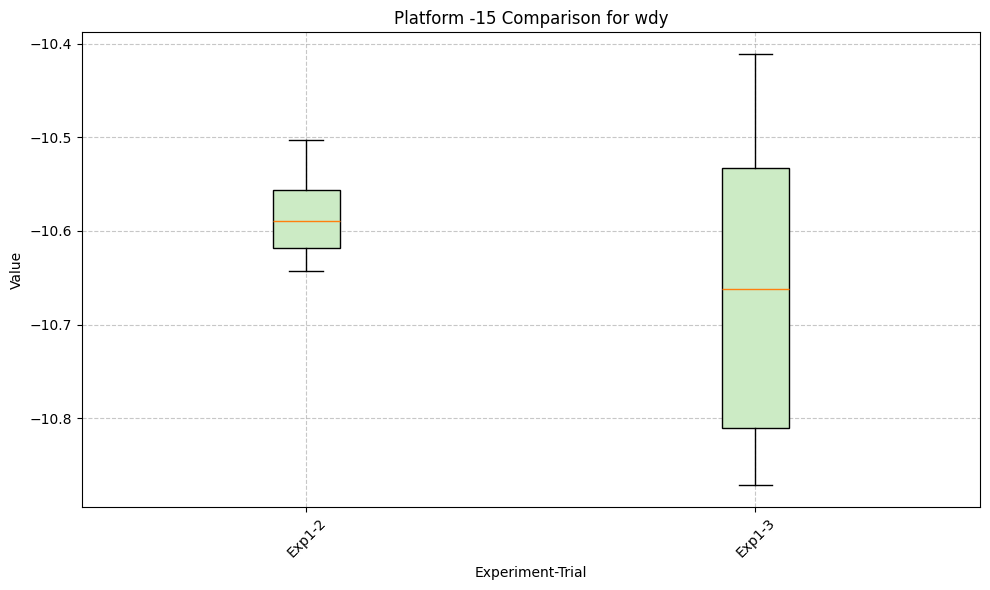 Platform -15 Comparison for wdy
−10.4
−10.5
−10.6
−10.7
−10.8
Value
Exp1-2
Exp1-3
Experiment-Trial